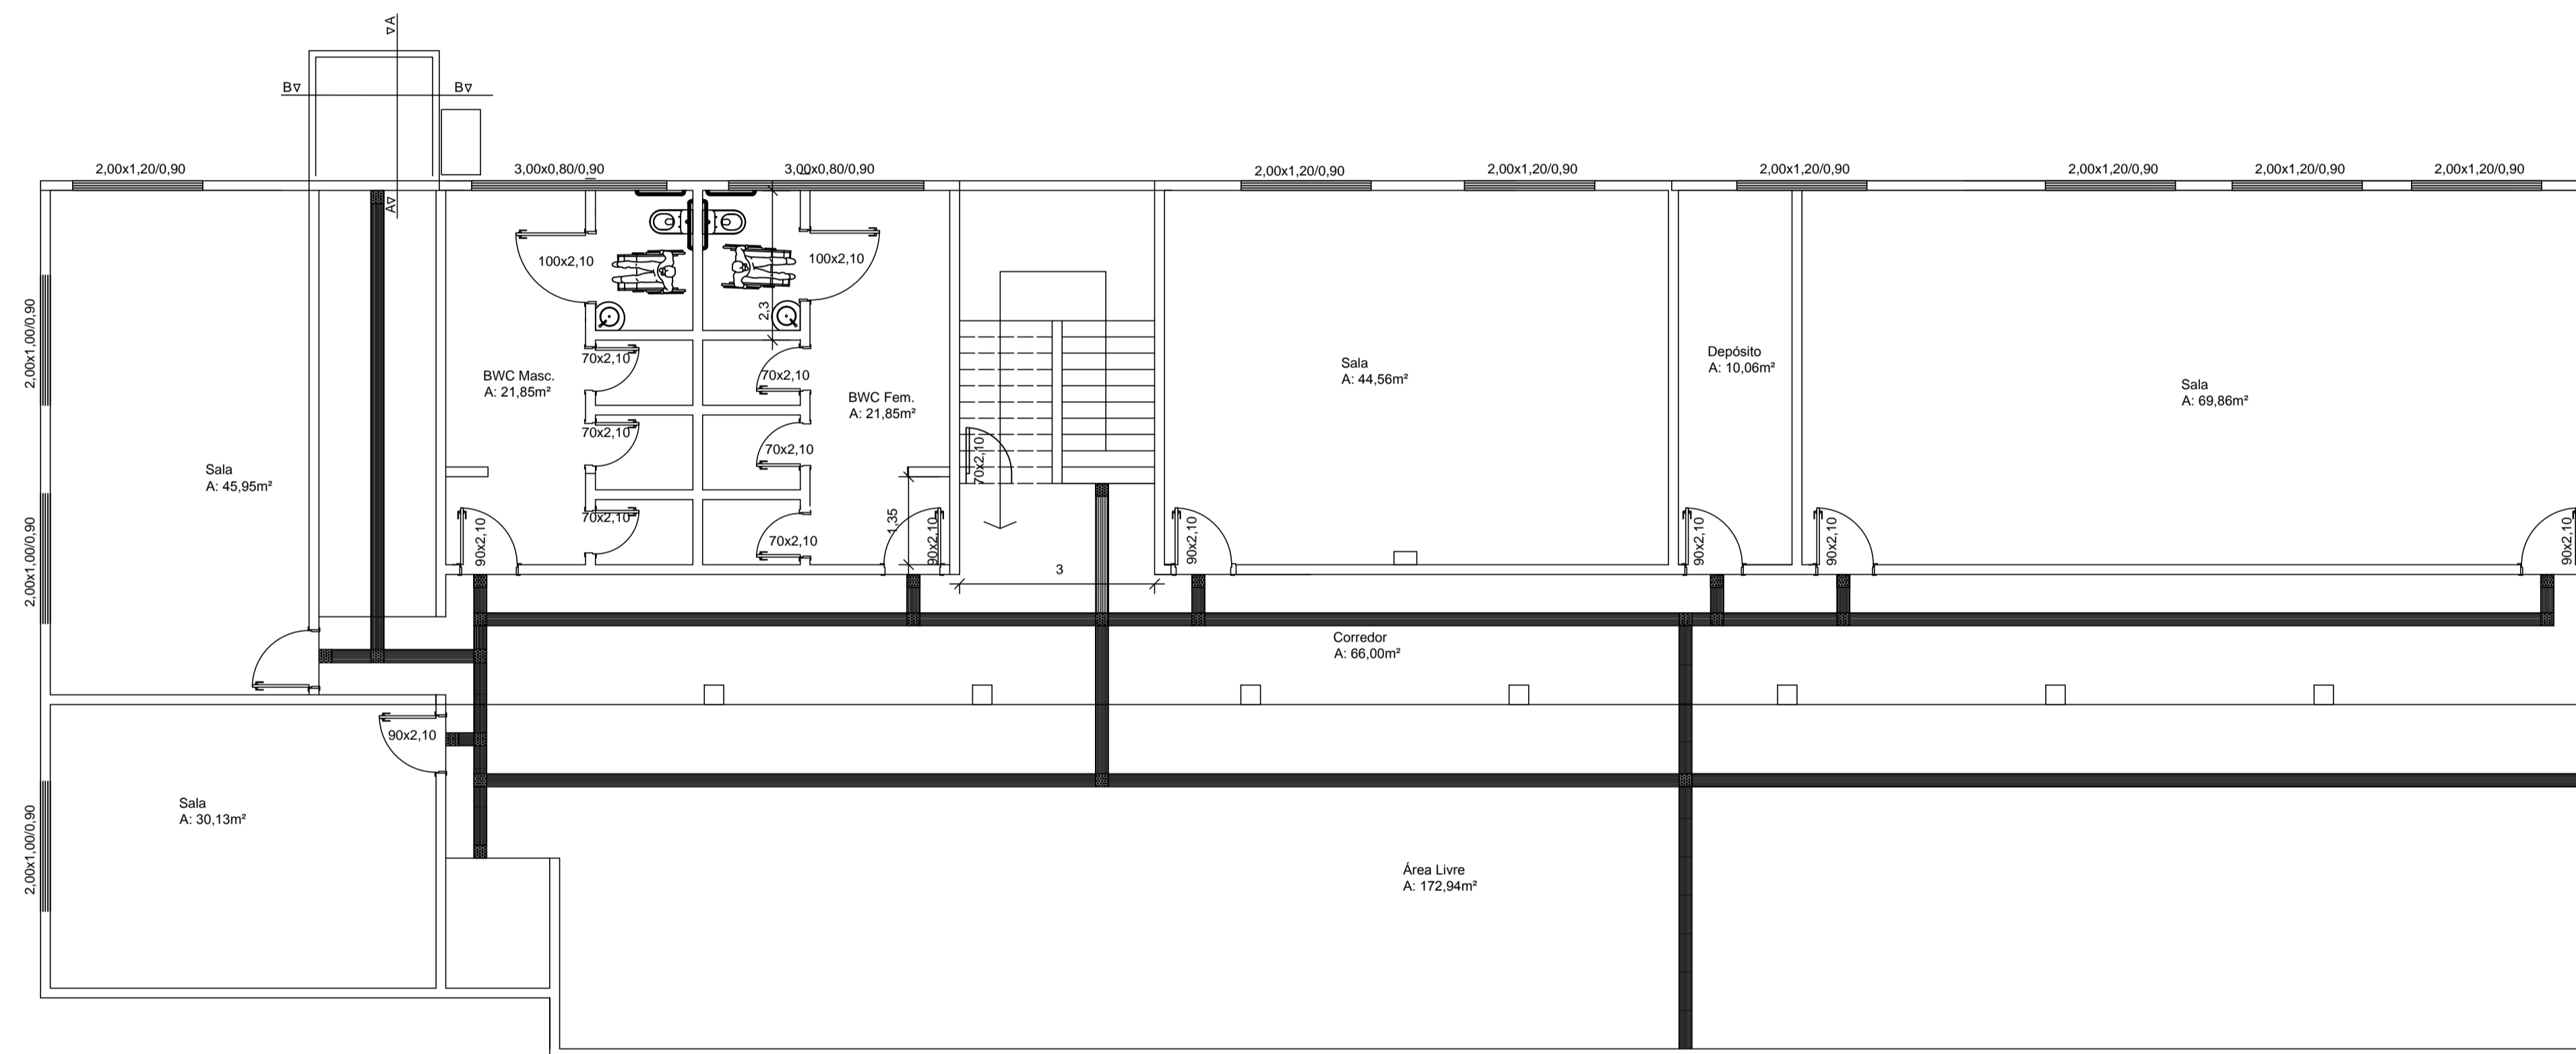 ▽A
B▽
B▽
2,00x1,20/0,90
3,00x0,80/0,90
3,00x0,80/0,90
2,00x1,20/0,90
2,00x1,20/0,90
2,00x1,20/0,90
2,00x1,20/0,90
2,00x1,20/0,90
2,00x1,20/0,90
A▽
100x2,10
100x2,10
2,3
2,00x1,00/0,90
70x2,10
70x2,10
BWC Masc.
A: 21,85m²
BWC Fem.
A: 21,85m²
Sala
A: 44,56m²
Depósito
A: 10,06m²
Sala
A: 69,86m²
70x2,10
70x2,10
70x2,10
Sala
A: 45,95m²
70x2,10
70x2,10
1,35
90x2,10
90x2,10
90x2,10
90x2,10
90x2,10
90x2,10
2,00x1,00/0,90
3
Corredor
A: 66,00m²
90x2,10
Sala
A: 30,13m²
2,00x1,00/0,90
Área Livre
A: 172,94m²